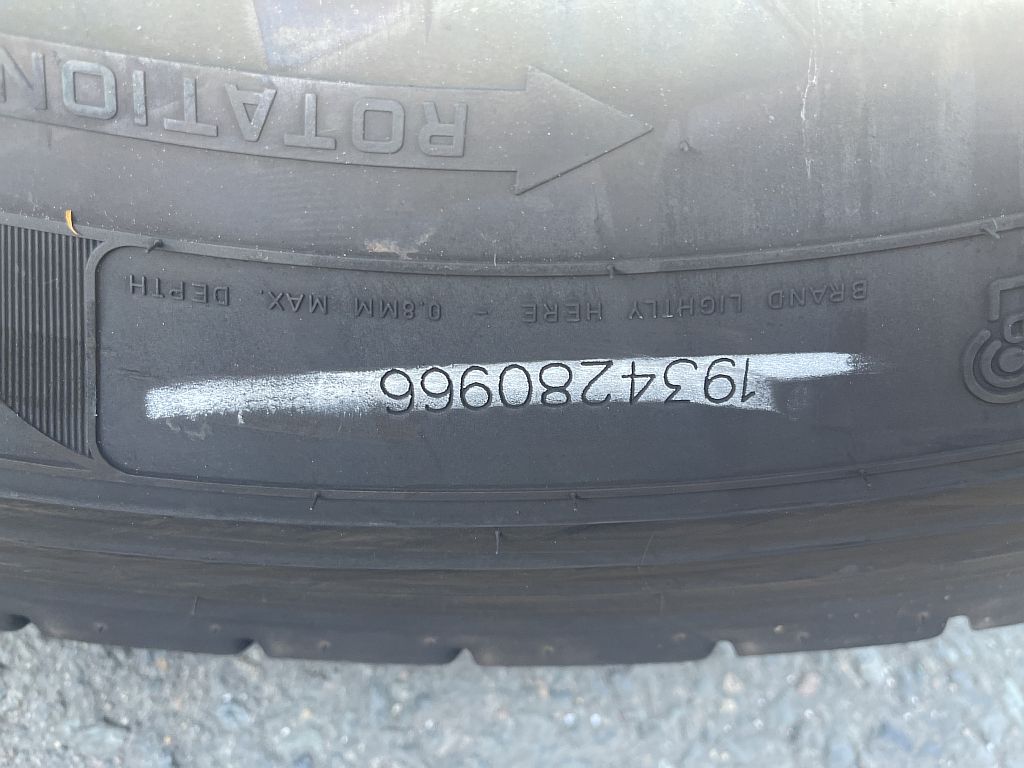 1934280966
BRAND LIGHTLY HERE - 0.8MM MAX. DEPTH
ROTATION